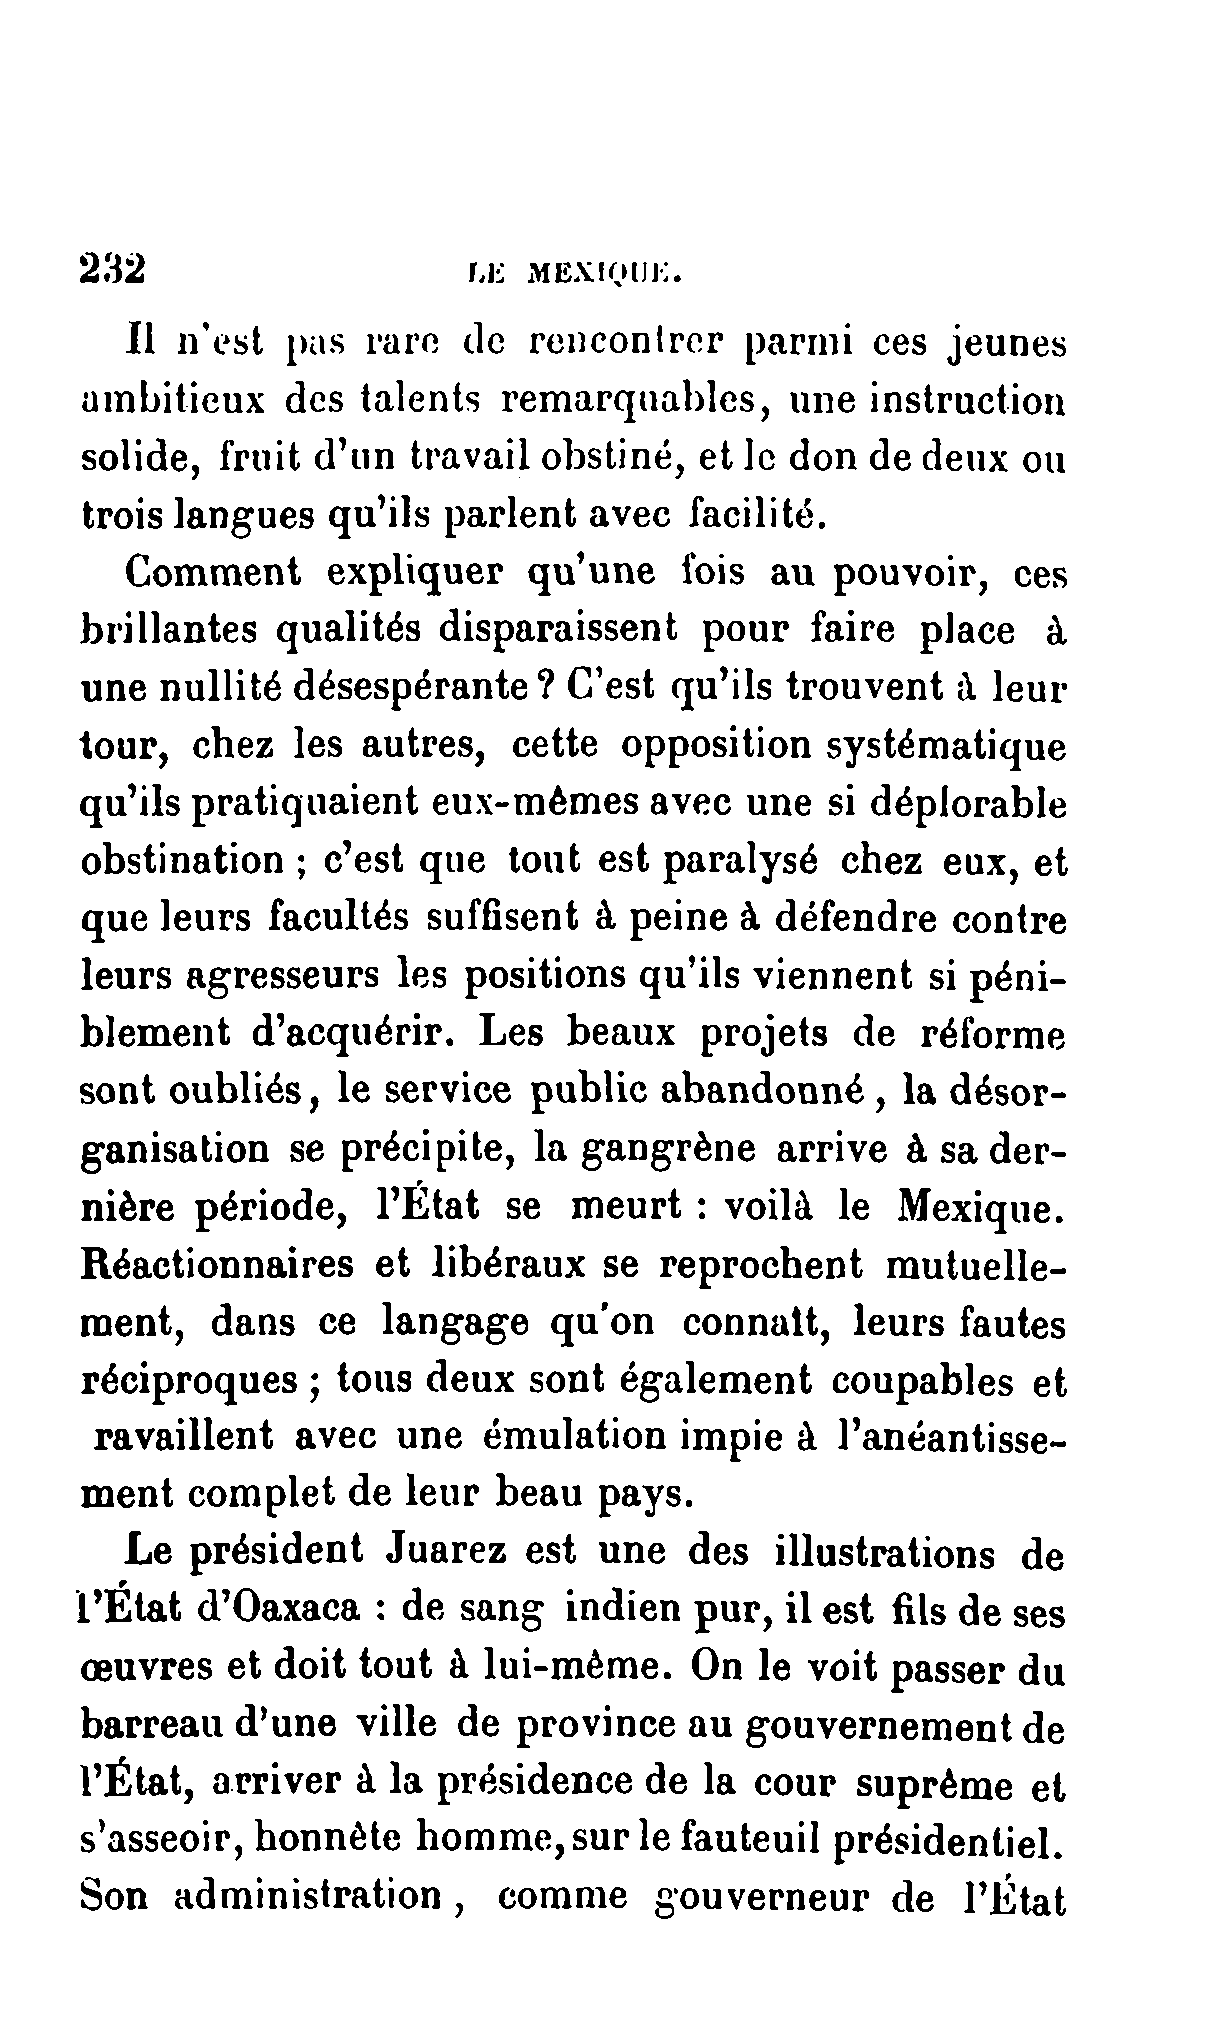 232 LE MEXIQUE.
Il n'est pas rare de rencontrer parmi ces jeunes
ambitieux des talents remarquables, une instruction
solide, fruit d'un travail obstiné, et le don de deux ou
trois langues qu'ils parlent avec facilité.
Comment expliquer qu'une fois au pouvoir, ces
brillantes qualités disparaissent pour faire place à
une nullité désespérante ? C'est qu'ils trouvent à leur
tour, chez les autres, cette opposition systématique
qu'ils pratiquaient eux-mêmes avec une si déplorable
obstination ; c'est que tout est paralysé chez eux, et
que leurs facultés suffisent à peine à défendre contre
leurs agresseurs les positions qu'ils viennent si péni-
blement d'acquérir. Les beaux projets de réforme
sont oubliés, le service public abandonné, la désor-
ganisation se précipite, la gangrène arrive à sa der-
nière période, l'État se meurt : voilà le Mexique.
Réactionnaires et libéraux se reprochent mutuelle-
ment, dans ce langage qu'on connaît, leurs fautes
réciproques ; tous deux sont également coupables et
ravaillent avec une émulation impie à l'anéantisse-
ment complet de leur beau pays.
Le président Juarez est une des illustrations de
l'État d'Oaxaca : de sang indien pur, il est fils de ses
œuvres et doit tout à lui-même. On le voit passer du
barreau d'une ville de province au gouvernement de
l'État, arriver à la présidence de la cour suprême et
s'asseoir, honnête homme, sur le fauteuil présidentiel.
Son administration, comme gouverneur de l'État